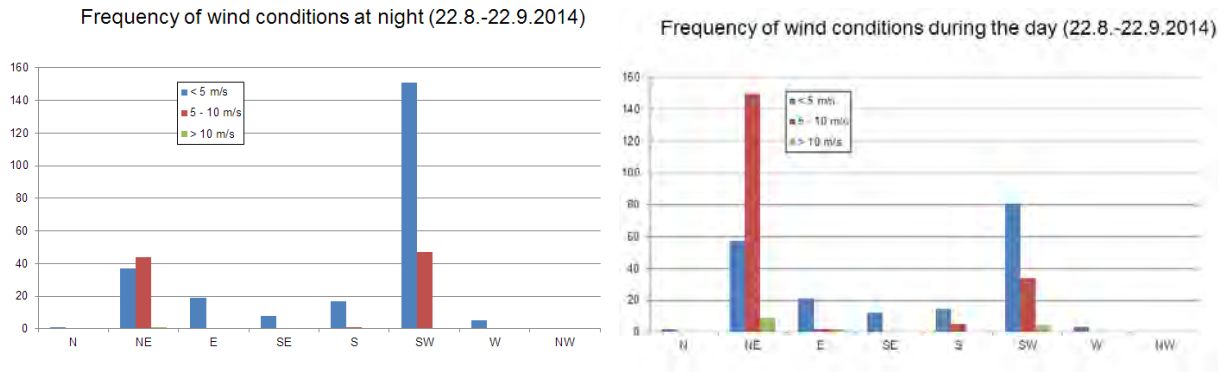 Frequency of wind conditions at night (22.8.-22.9.2014)
160
140
120
100
80
60
40
20
0
< 5 m/s
5 - 10 m/s
> 10 m/s
N NE E SE S SW W NW
Frequency of wind conditions during the day (22.8.-22.9.2014)
160
140
120
100
80
60
40
20
0
< 5 m/s
5 - 10 m/s
> 10 m/s
N NE E SE S SW W NW